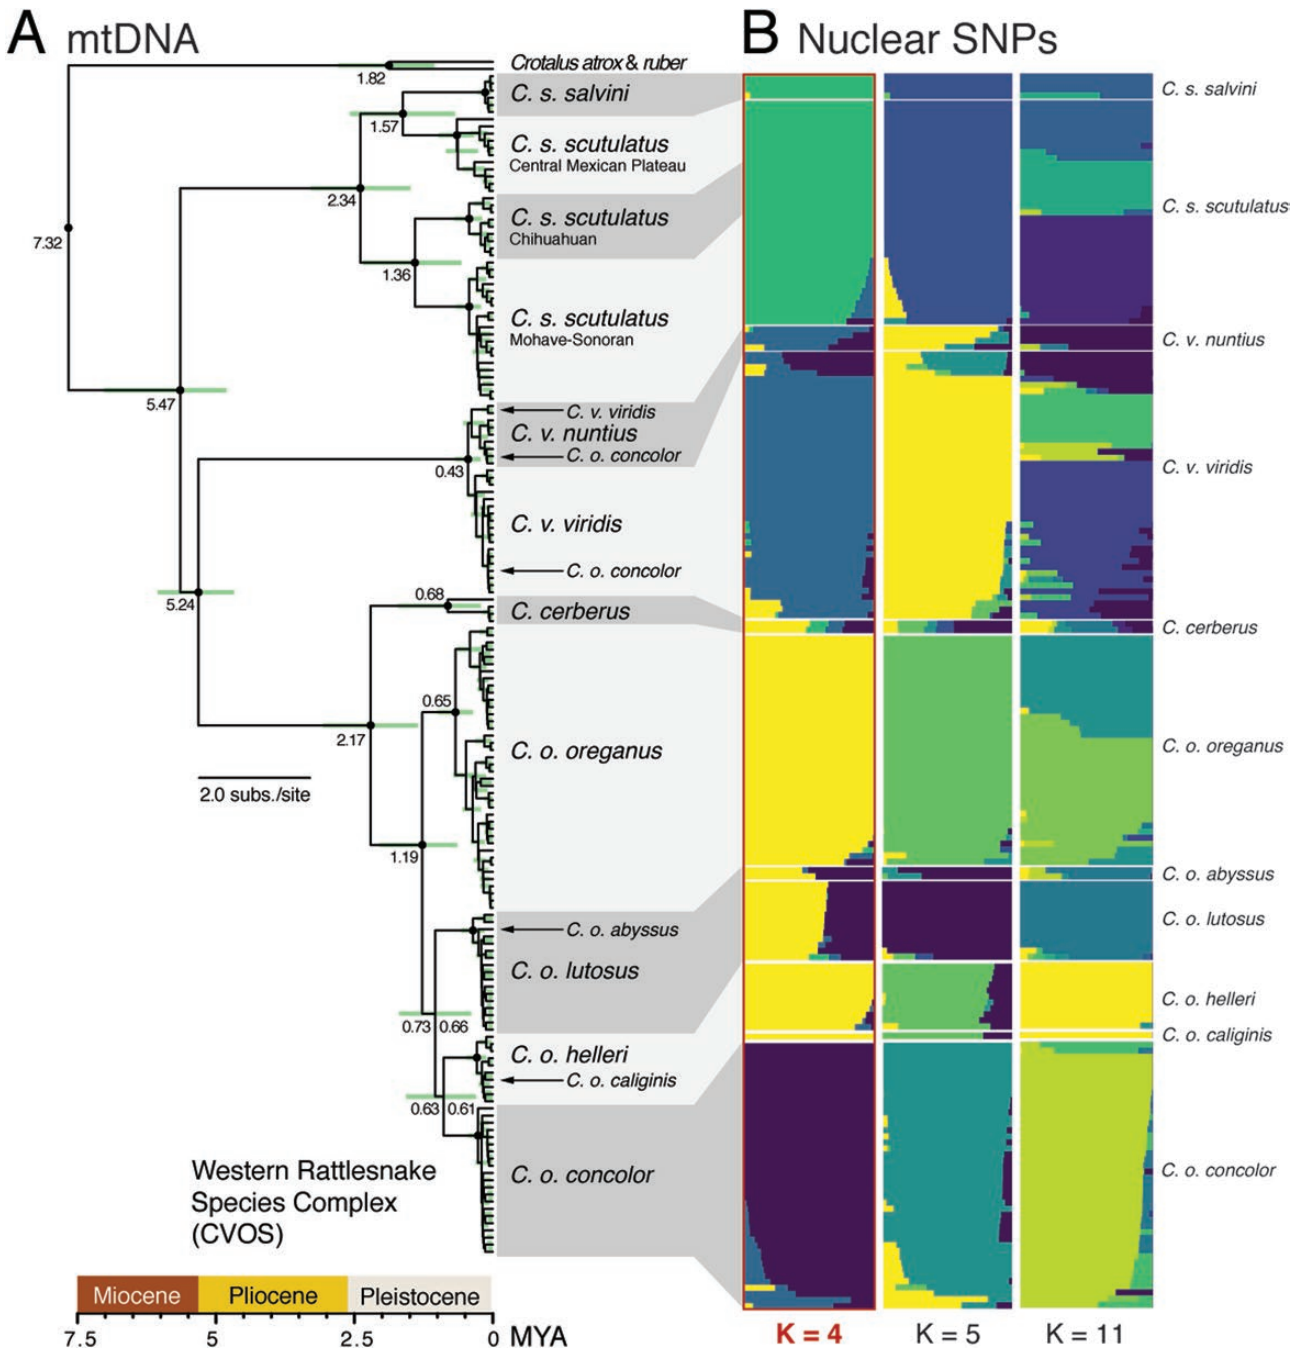 A mtDNA
B Nuclear SNPs
Crotalus atrox & ruber
C. s. salvini
C. s. scutulatus
Central Mexican Plateau
C. s. scutulatus
Chihuahuan
C. s. scutulatus
Mohave-Sonoran
C. v. viridis
C. v. nuntius
C. o. concolor
C. v. viridis
C. o. concolor
C. cerberus
C. o. oreganus
C. o. abyssus
C. o. lutosus
C. o. helleri
C. o. caliginis
C. o. concolor
1.82
1.57
2.34
7.32
1.36
5.47
0.43
5.24
0.68
0.65
2.17
2.0 subs./site
1.19
0.73 0.66
0.63 0.61
Western Rattlesnake
Species Complex
(CVOS)
Miocene Pliocene Pleistocene
7.5 5 2.5 0 MYA
C. s. salvini
C. s. scutulatus
C. v. nuntius
C. v. viridis
C. cerberus
C. o. oreganus
C. o. abyssus
C. o. lutosus
C. o. helleri
C. o. caliginis
C. o. concolor
K = 4 K = 5 K = 11